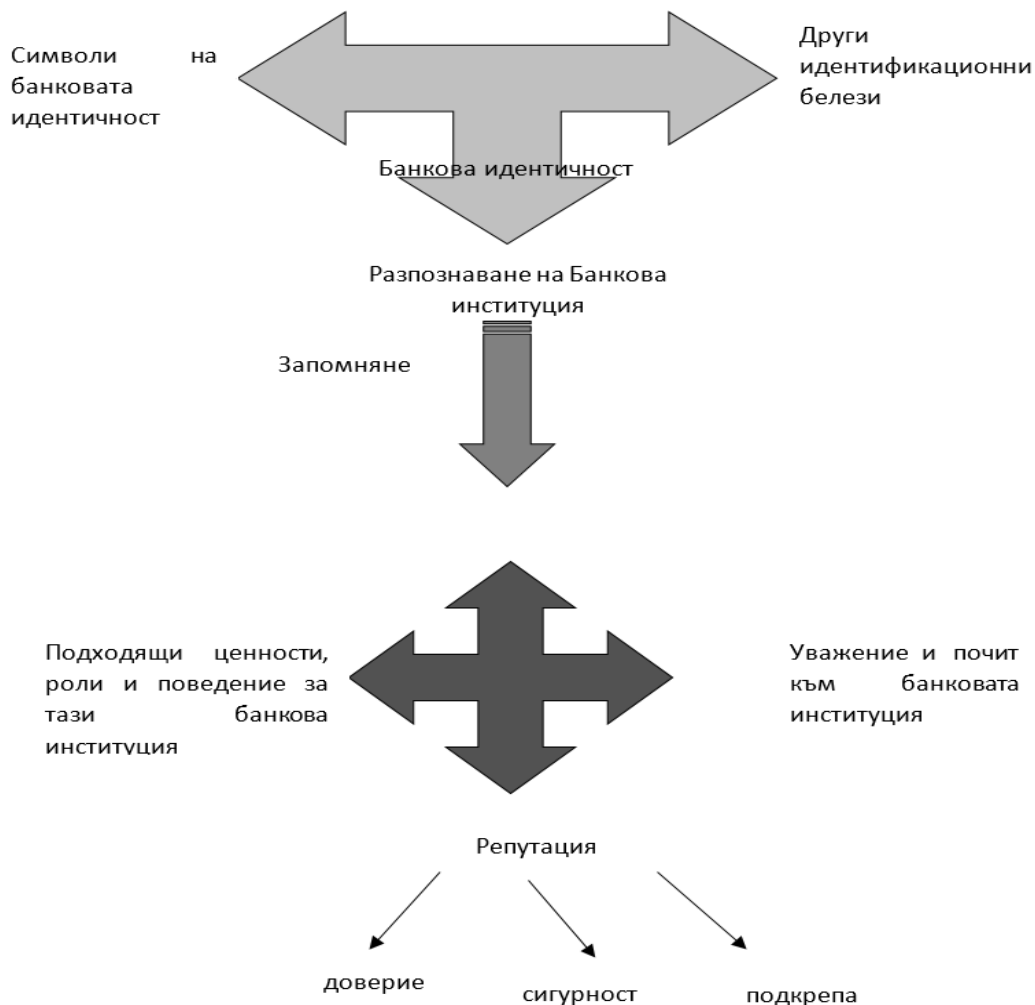 Символи на
банковата
идентичност
Други
идентификационни
белези
Банкова идентичност
Разпознаване на Банкова
институция
Запомняне
Подходящи ценности,
роли и поведение за
тази банкова
институция
Уважение и почит
към банковата
институция
Репутация
доверие
сигурност
подкрепа